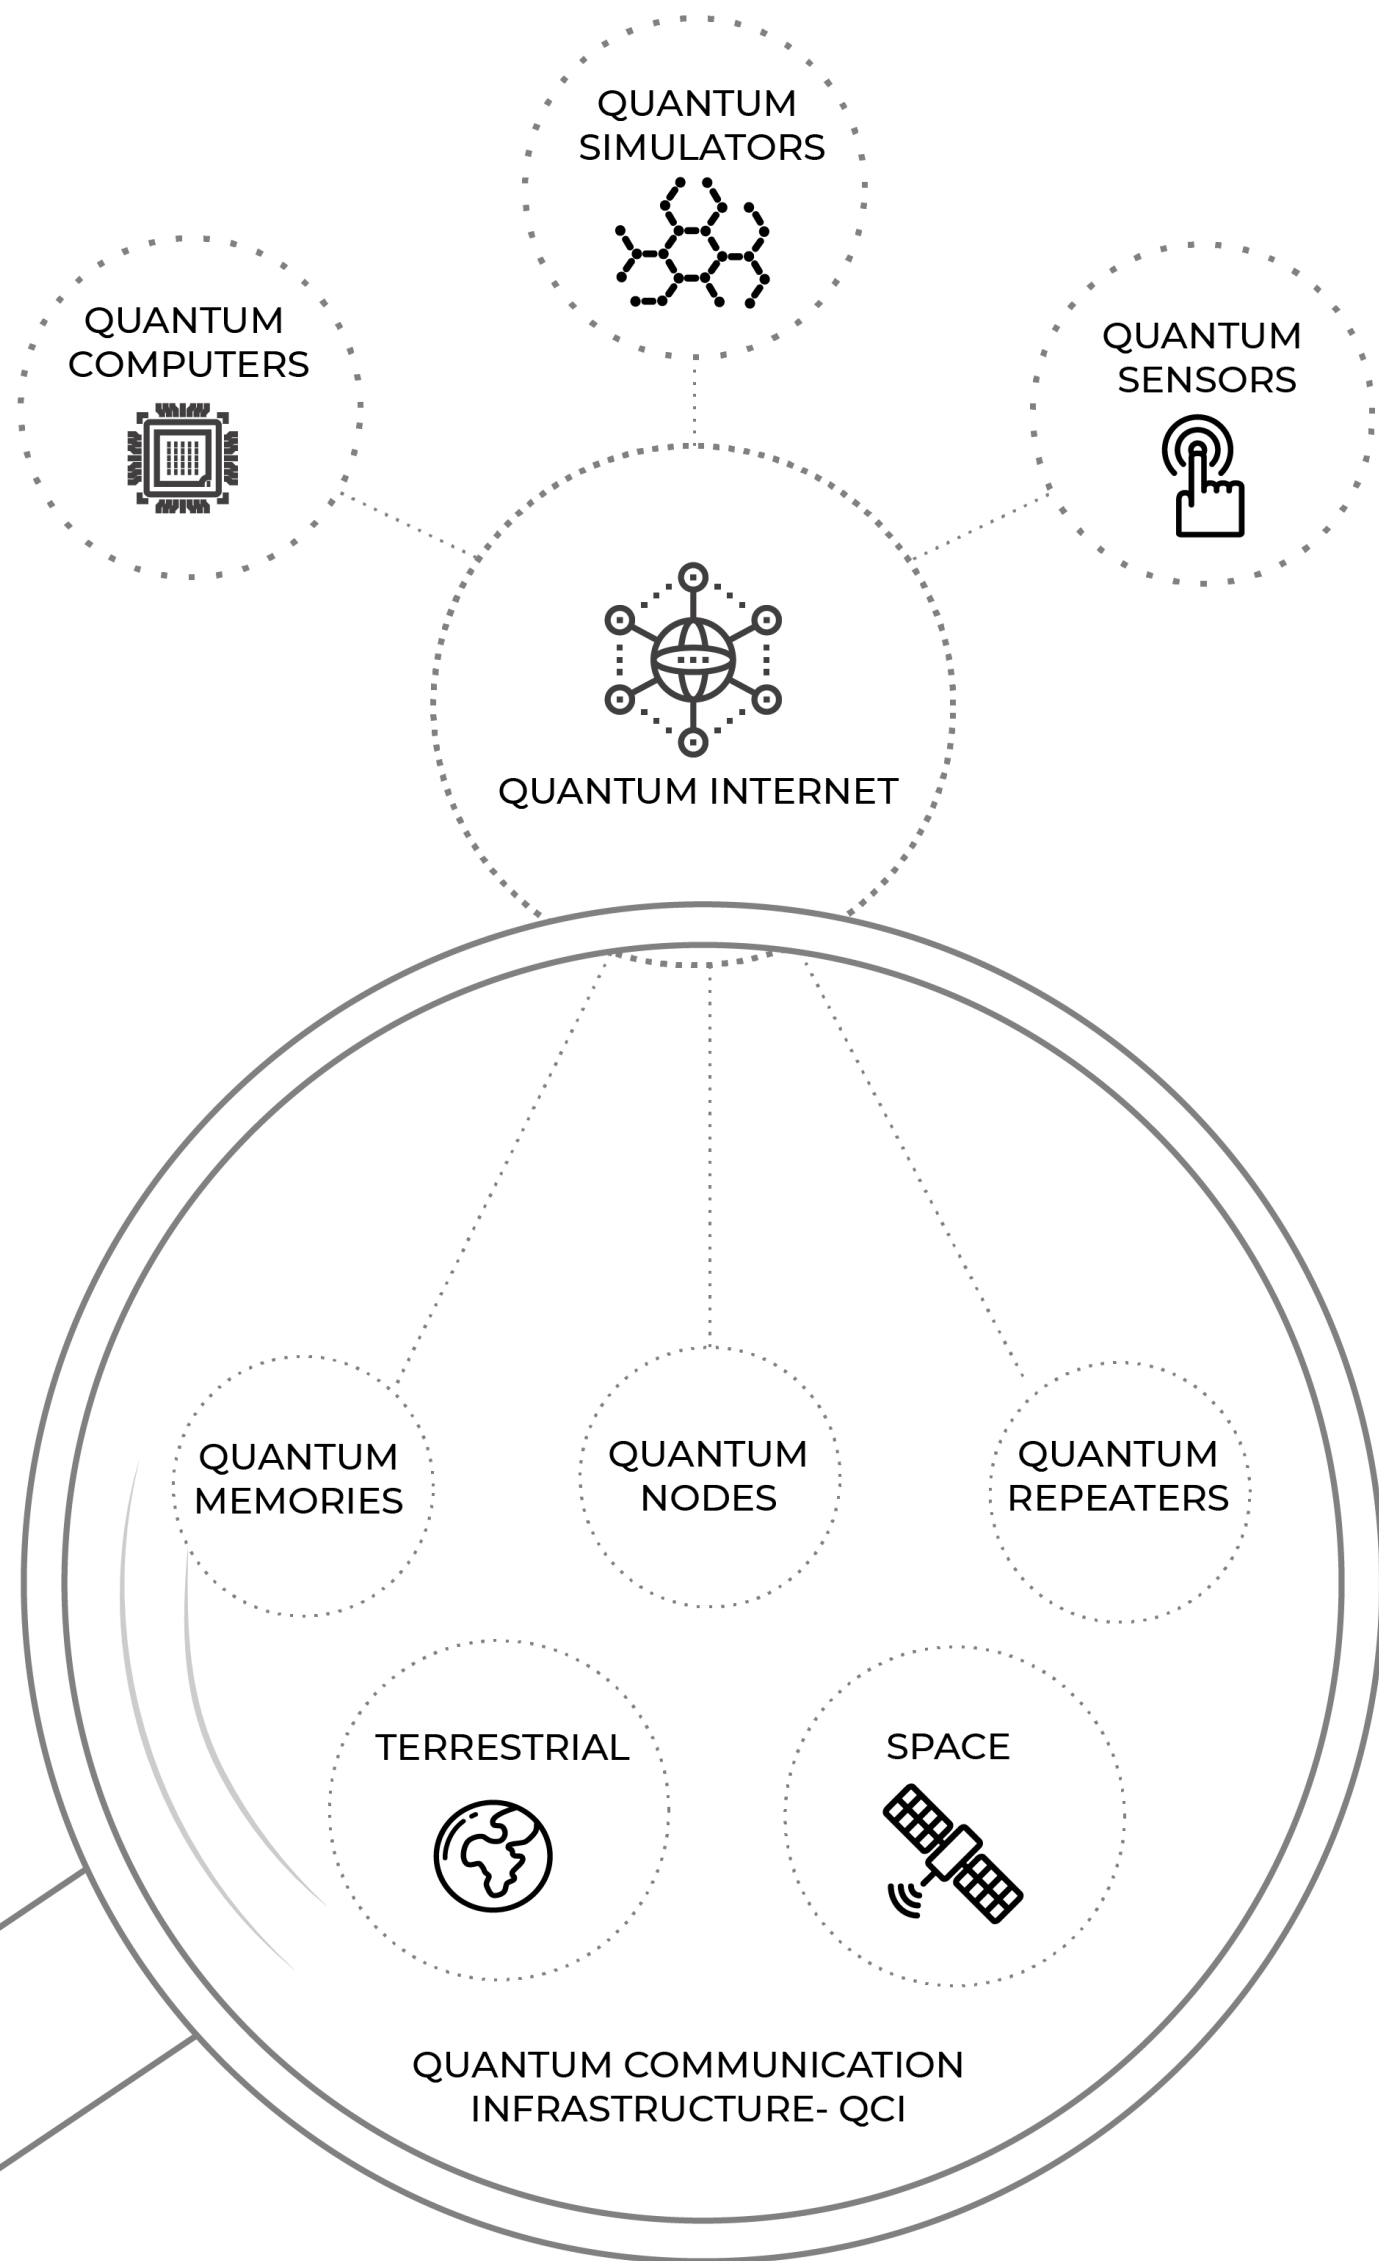 QUANTUM
SIMULATORS
QUANTUM
COMPUTERS
QUANTUM
SENSORS
QUANTUM INTERNET
QUANTUM
MEMORIES
QUANTUM
NODES
QUANTUM
REPEATERS
TERRESTRIAL
SPACE
QUANTUM COMMUNICATION
INFRASTRUCTURE- QCI